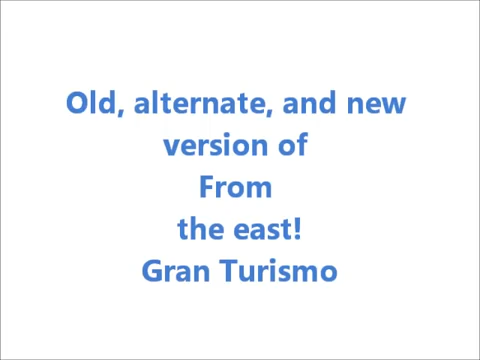 Old, alternate, and new
version of
From
the east!
Gran Turismo